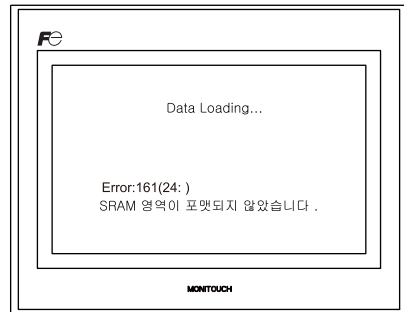 Fe
Data Loading...
Error:161(24: )
SRAM 영역이 포맷되지 않았습니다 .
MONITOUCH